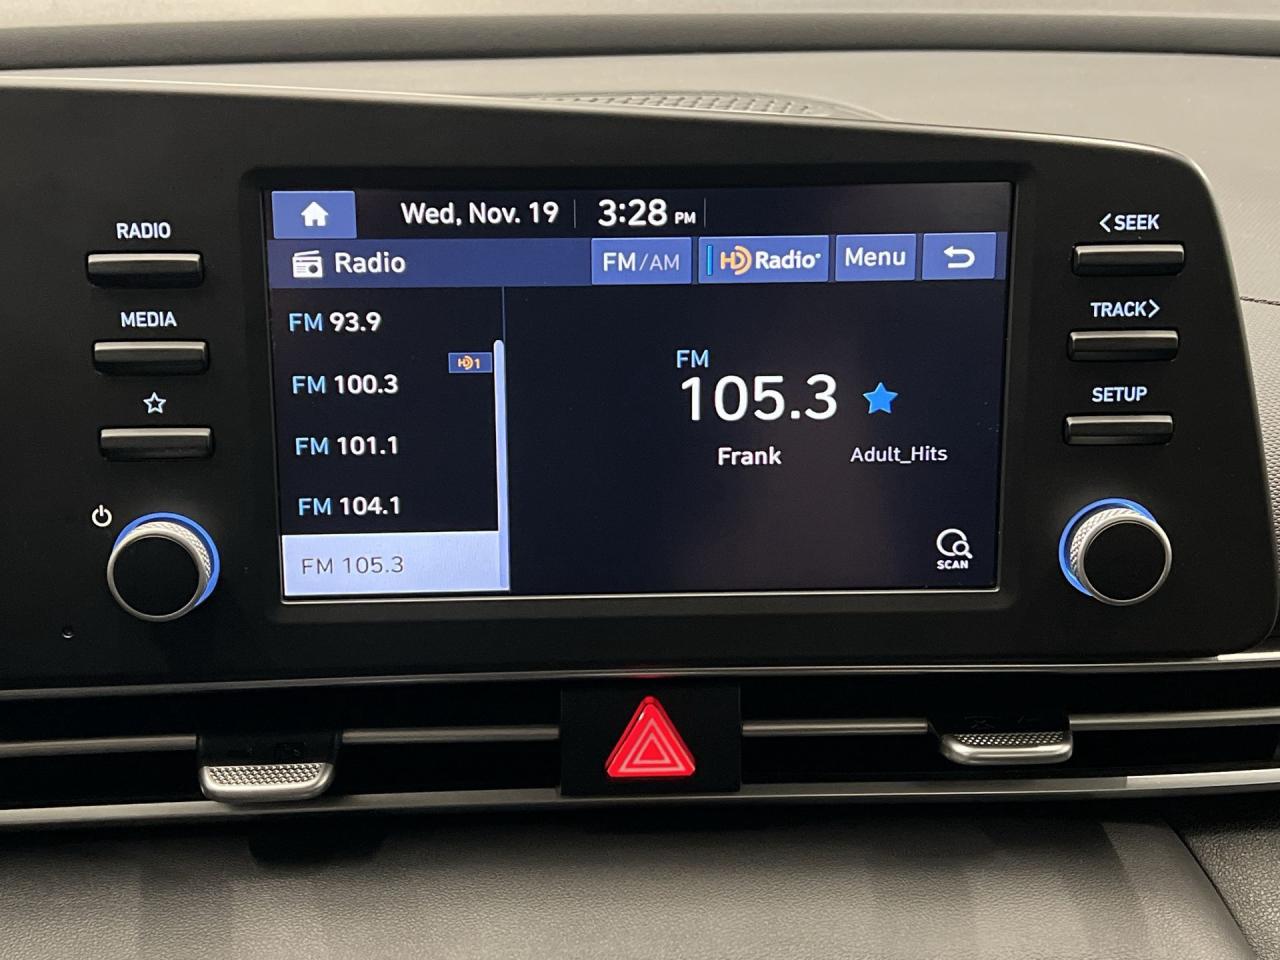 Wed, Nov. 19 3:28 PM
RADIO
<SEEK
Radio FM/AM HD Radio Menu
MEDIA
TRACK>
FM 93.9
HD1
FM 100.3
FM 101.1
FM 104.1
FM 105.3
FM
105.3
Frank Adult_Hits
SCAN
SETUP